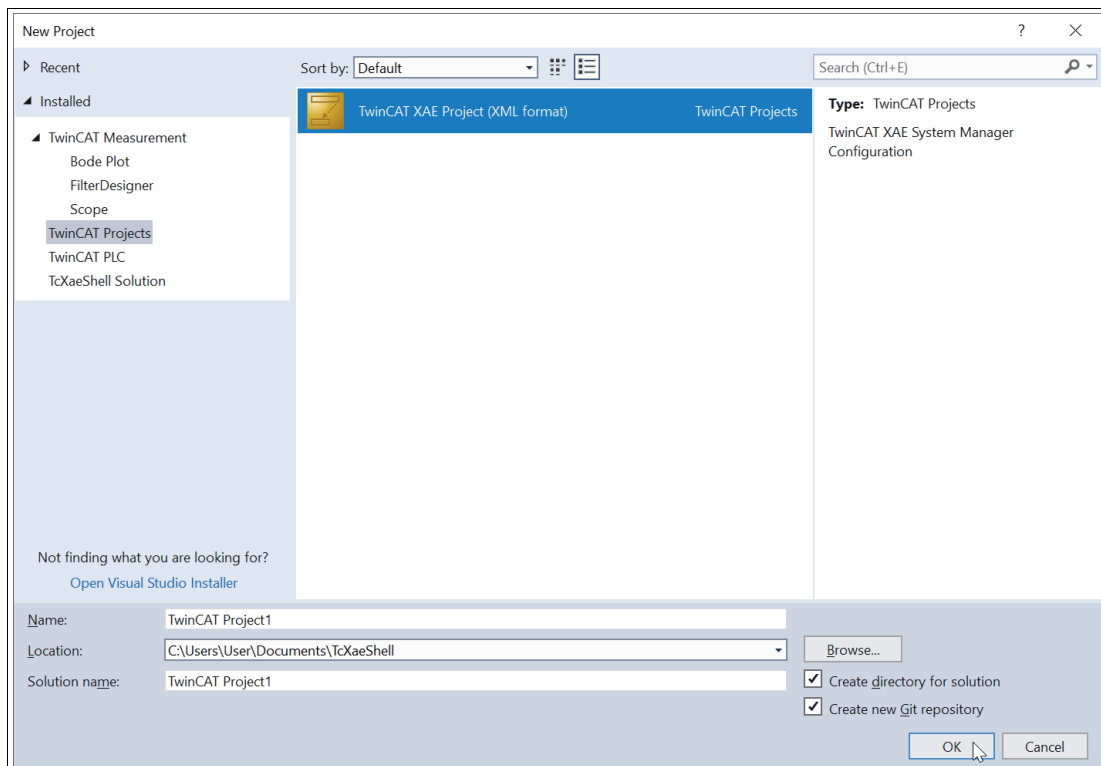 New Project
?
Recent
Sort by: Default
Search (Ctrl+E)
Installed
TwinCAT Measurement
Bode Plot
FilterDesigner
Scope
TwinCAT Projects
TwinCAT PLC
TcXaeShell Solution
TwinCAT XAE Project (XML format) TwinCAT Projects
Type: TwinCAT Projects
TwinCAT XAE System Manager
Configuration
Not finding what you are looking for?
Open Visual Studio Installer
Name: TwinCAT Project1
Location: C:\Users\User\Documents\TcXaeShell Browse...
Solution name: TwinCAT Project1
Create directory for solution
Create new Git repository
OK Cancel